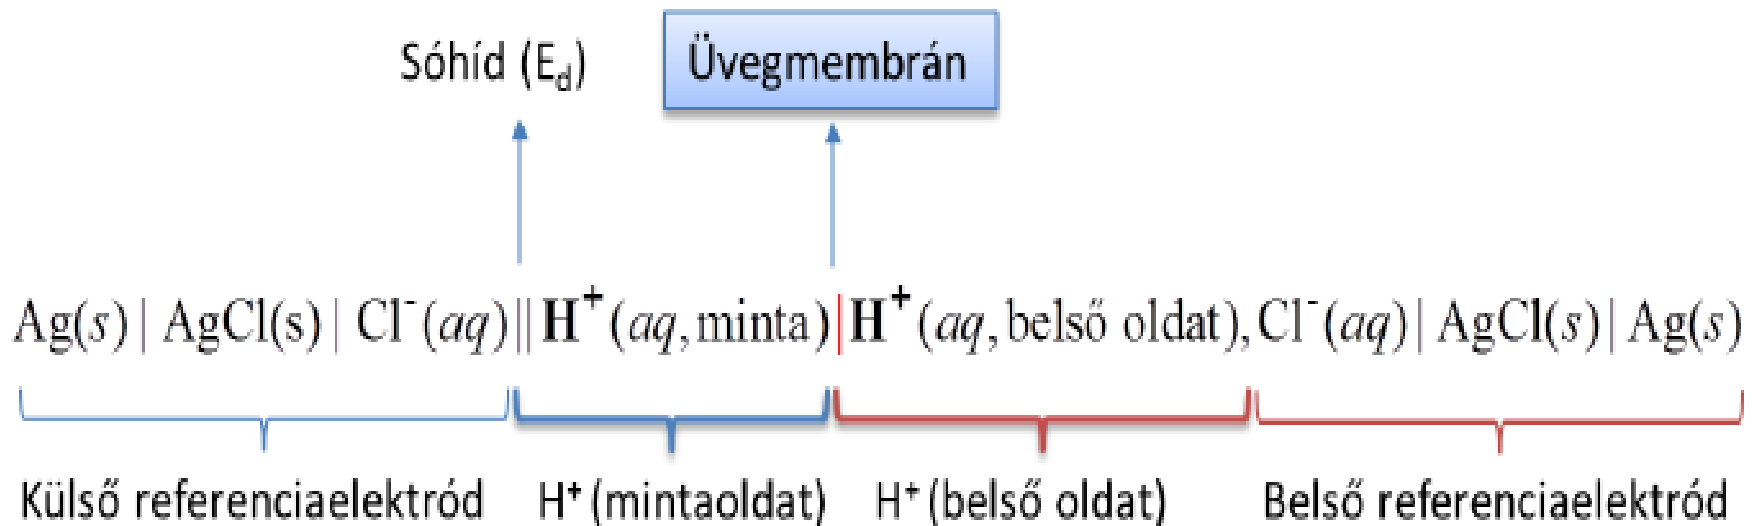 Sóhíd (E_d) Üvegmembrán
Ag(s) | AgCl(s) | Cl⁻(aq) || H⁺(aq, minta) | H⁺(aq, belső oldat), Cl⁻(aq) | AgCl(s) | Ag(s)
Külső referenciaelektród H⁺ (mintaoldat) H⁺ (belső oldat) Belső referenciaelektród